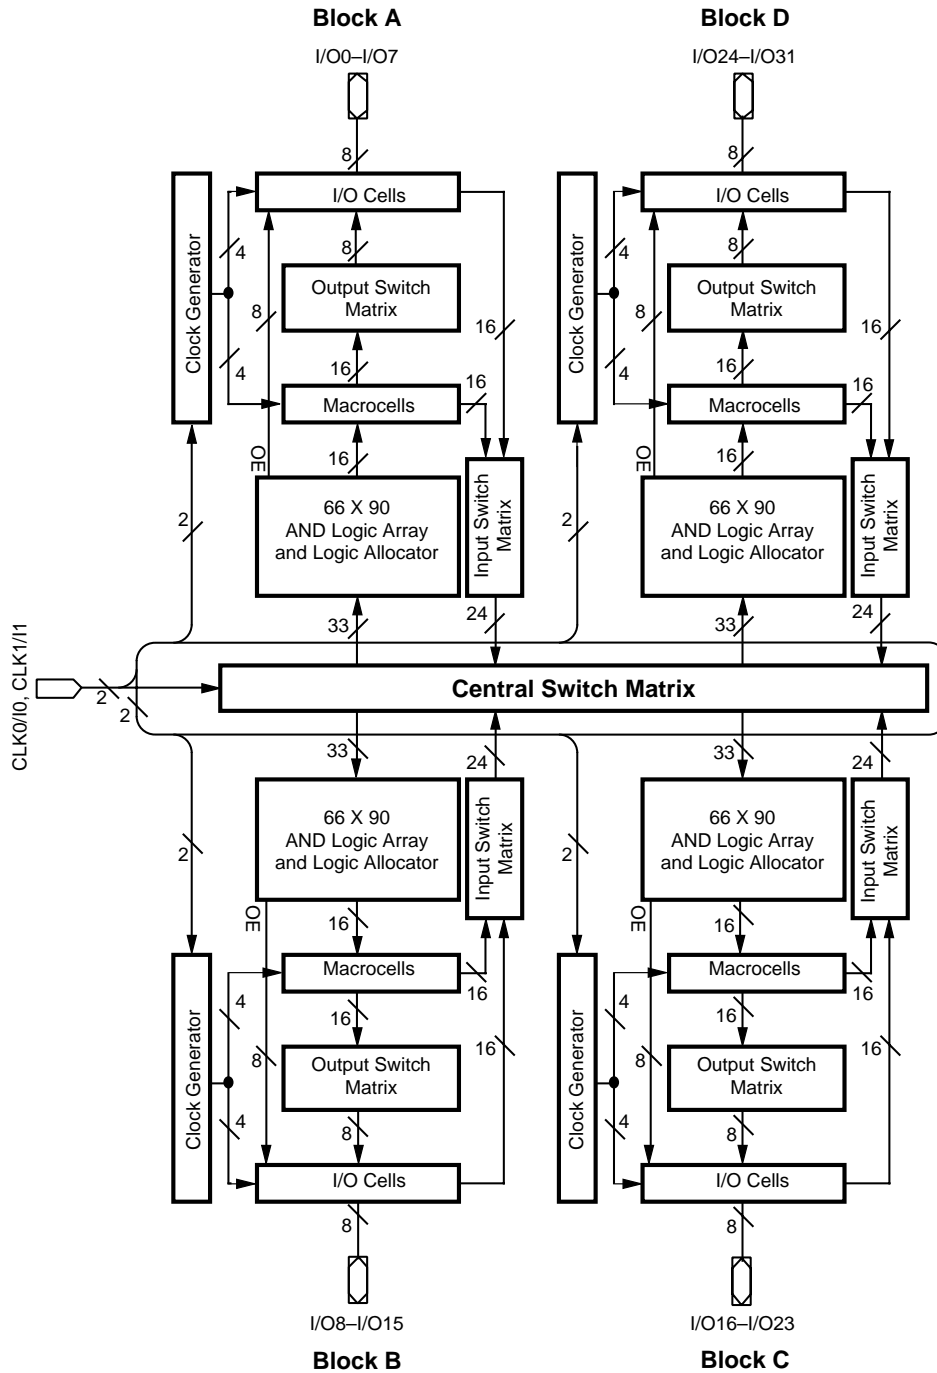 Block A
Block D
I/O0–I/O7
I/O24–I/O31
8
8
I/O Cells
I/O Cells
Clock Generator
4
8
8
Output Switch
Matrix
16
4
16
Macrocells
16
OE
16
66 X 90
AND Logic Array
and Logic Allocator
Input Switch
Matrix
2
33
24
Clock Generator
4
8
8
Output Switch
Matrix
16
4
16
Macrocells
16
OE
16
66 X 90
AND Logic Array
and Logic Allocator
Input Switch
Matrix
2
33
24
CLK0/I0, CLK1/I1
2
2
Central Switch Matrix
33
24
66 X 90
AND Logic Array
and Logic Allocator
Input Switch
Matrix
2
OE
16
Macrocells
16
Clock Generator
4
16
8
Output Switch
Matrix
16
4
8
I/O Cells
8
33
24
66 X 90
AND Logic Array
and Logic Allocator
Input Switch
Matrix
2
OE
16
Macrocells
16
Clock Generator
4
16
8
Output Switch
Matrix
16
4
8
I/O Cells
8
I/O8–I/O15
I/O16–I/O23
Block B
Block C